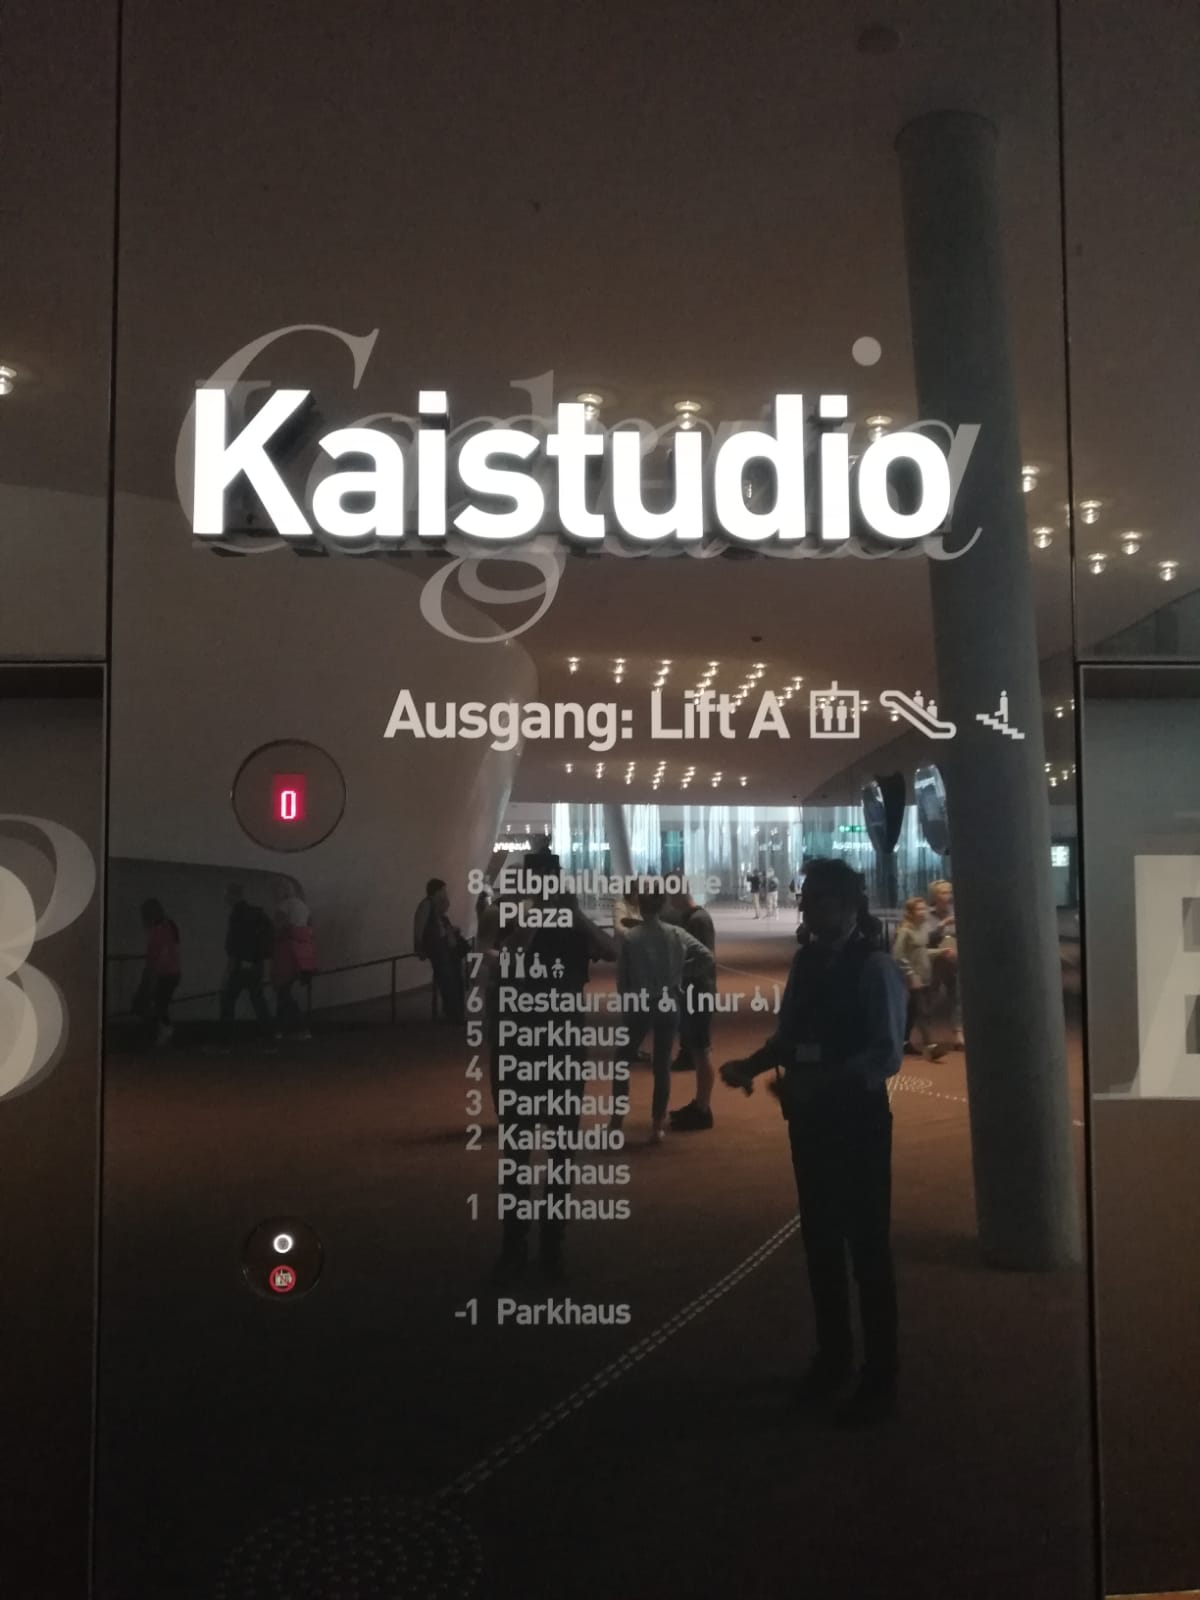 Kaistudio
Ausgang: Lift A
0
8 Elbphilharmonie
Plaza
7
6 Restaurant (nur )
5 Parkhaus
4 Parkhaus
3 Parkhaus
2 Kaistudio
Parkhaus
1 Parkhaus
-1 Parkhaus